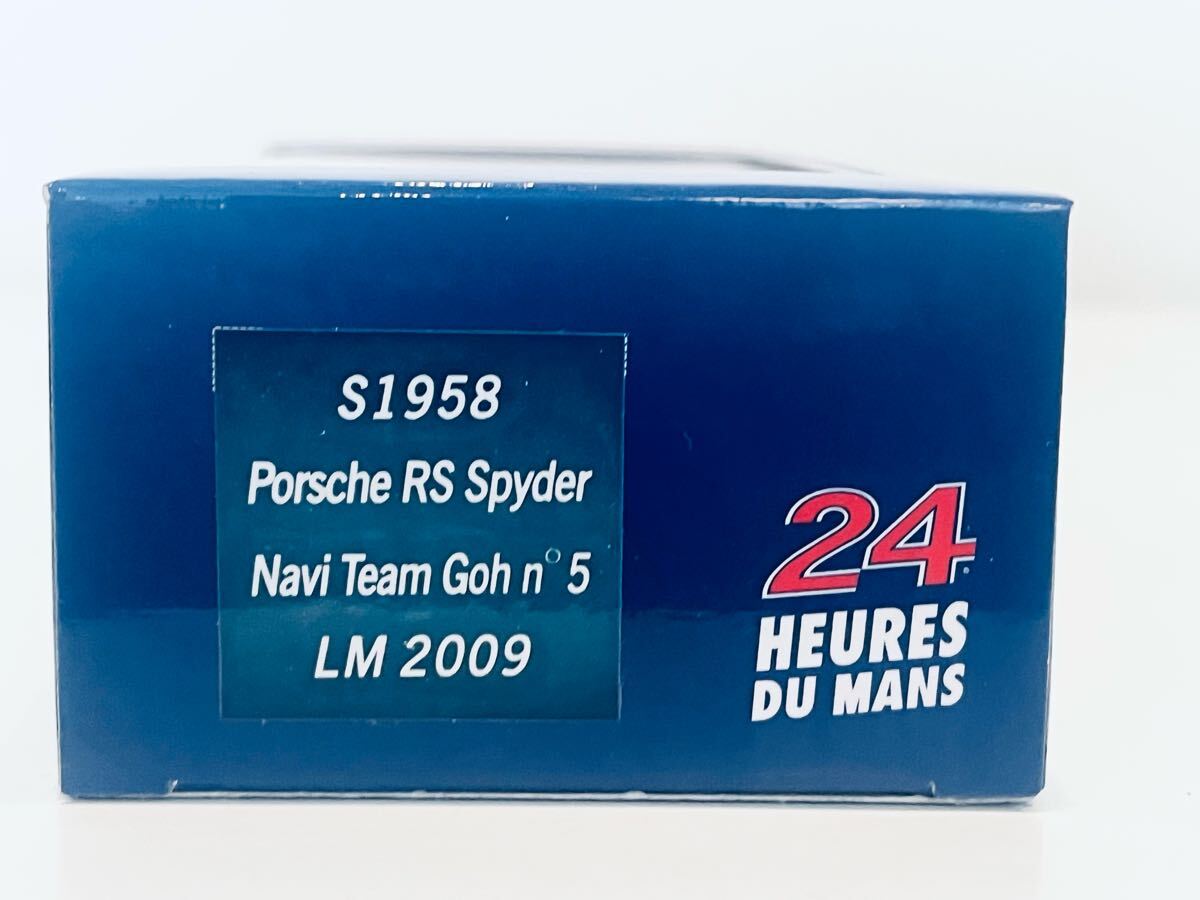 S1958
Porsche RS Spyder
Navi Team Goh n° 5
LM 2009
24
HEURES
DU MANS